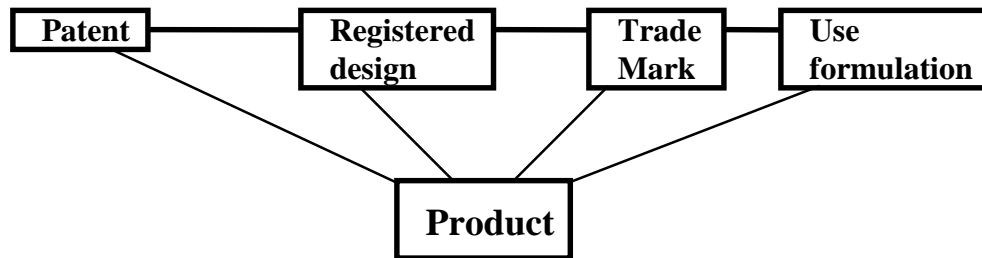 Patent
Registered
design
Trade
Mark
Use
formulation
Product